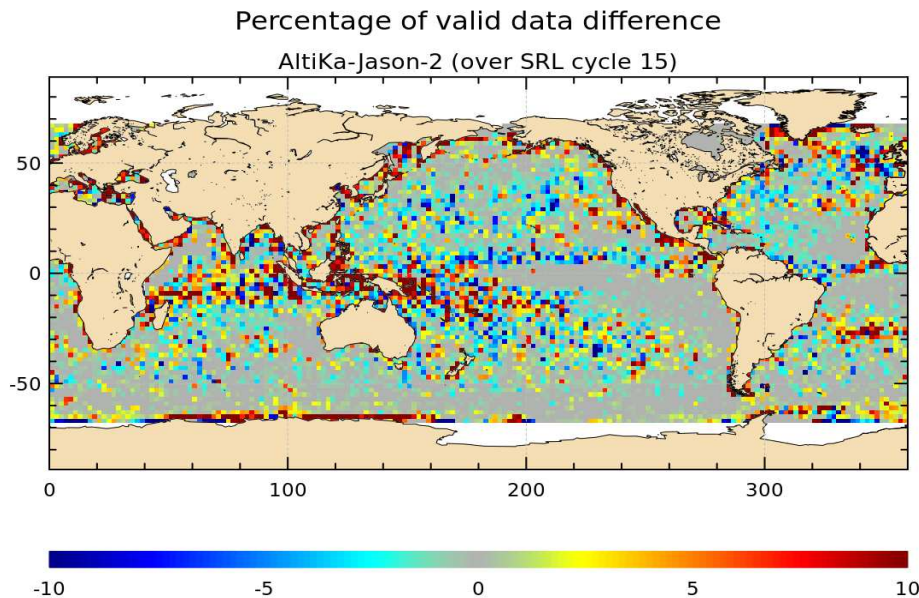 Percentage of valid data difference
AltiKa-Jason-2 (over SRL cycle 15)
50
0
-50
0 100 200 300
-10 -5 0 5 10